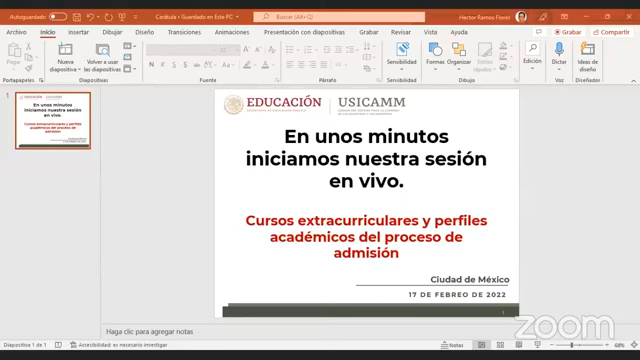 Autoguardado
Carátula • Guardado en Este PC
Buscar (Alt+Q)
Hector Ramos Flores
Archivo Inicio Insertar Dibujar Diseño Transiciones Animaciones Presentación con diapositivas Grabar Revisar Vista Ayuda
Grabar Compartir
Pegar
Nueva diapositiva
Volver a usar las diapositivas
Sensibilidad
Formas
Organizar
Edición
Dictar
Ideas de diseño
Portapapeles
Diapositivas
Fuente
Párrafo
Sensibilidad
Dibujo
Voz
Diseñador
1
EDUCACIÓN USICAMM
En unos minutos
iniciamos nuestra sesión
en vivo.
Cursos extracurriculares y perfiles
académicos del proceso de
admisión
Ciudad de México
17 DE FEBREO DE 2022
Haga clic para agregar notas
Diapositiva 1 de 1
Accesibilidad: es necesario investigar
Notas
68%
zoom